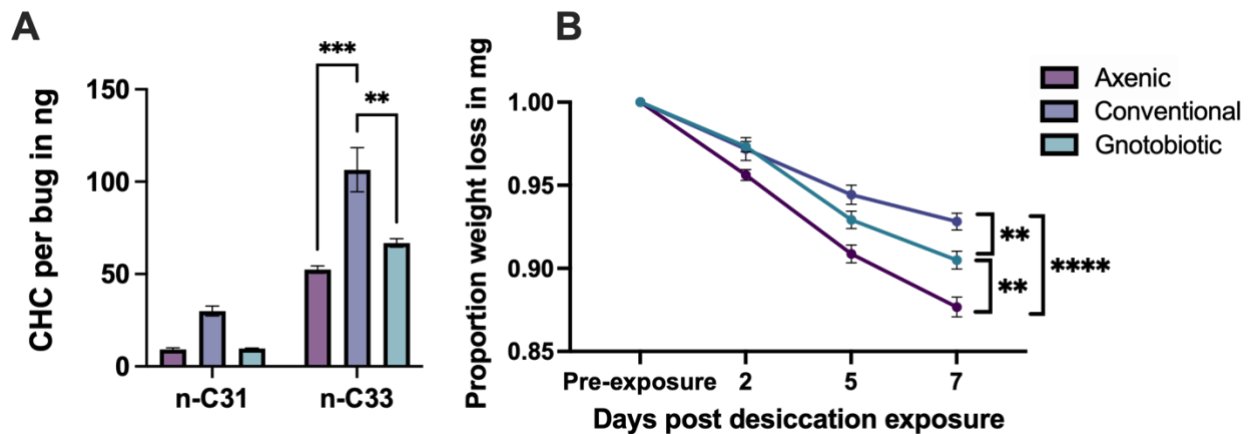 A
CHC per bug in ng
150
100
50
0
***
**
n-C31
n-C33
B
Proportion weight loss in mg
1.00
0.95
0.90
0.85
**
**
****
Pre-exposure 2 5 7
Days post desiccation exposure
Axenic
Conventional
Gnotobiotic